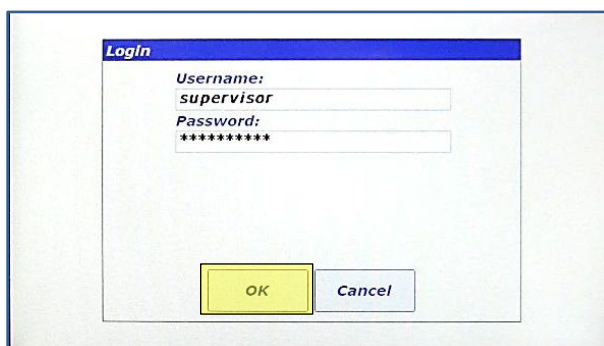 Login
Username:
supervisor
Password:
**********
OK Cancel